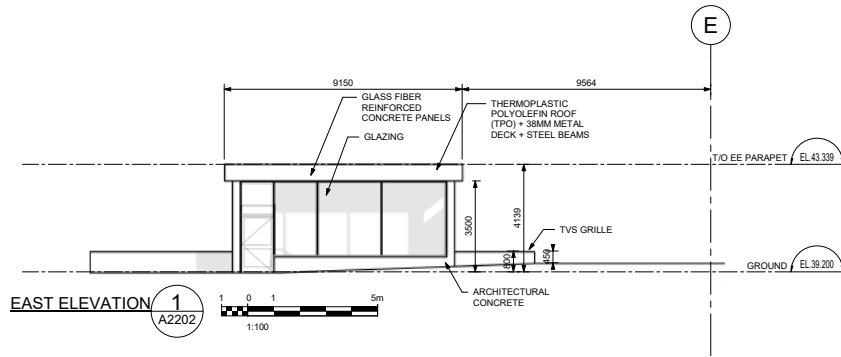 E
9150
9564
GLASS FIBER
REINFORCED
CONCRETE PANELS
GLAZING
THERMOPLASTIC
POLYOLEFIN ROOF
(TPO) + 38MM METAL
DECK + STEEL BEAMS
T/O EE PARAPET
EL.43.339
3500
4139
TVS GRILLE
800
450
GROUND
EL.39.200
ARCHITECTURAL
CONCRETE
EAST ELEVATION
1
A2202
1 0 1 5m
1:100